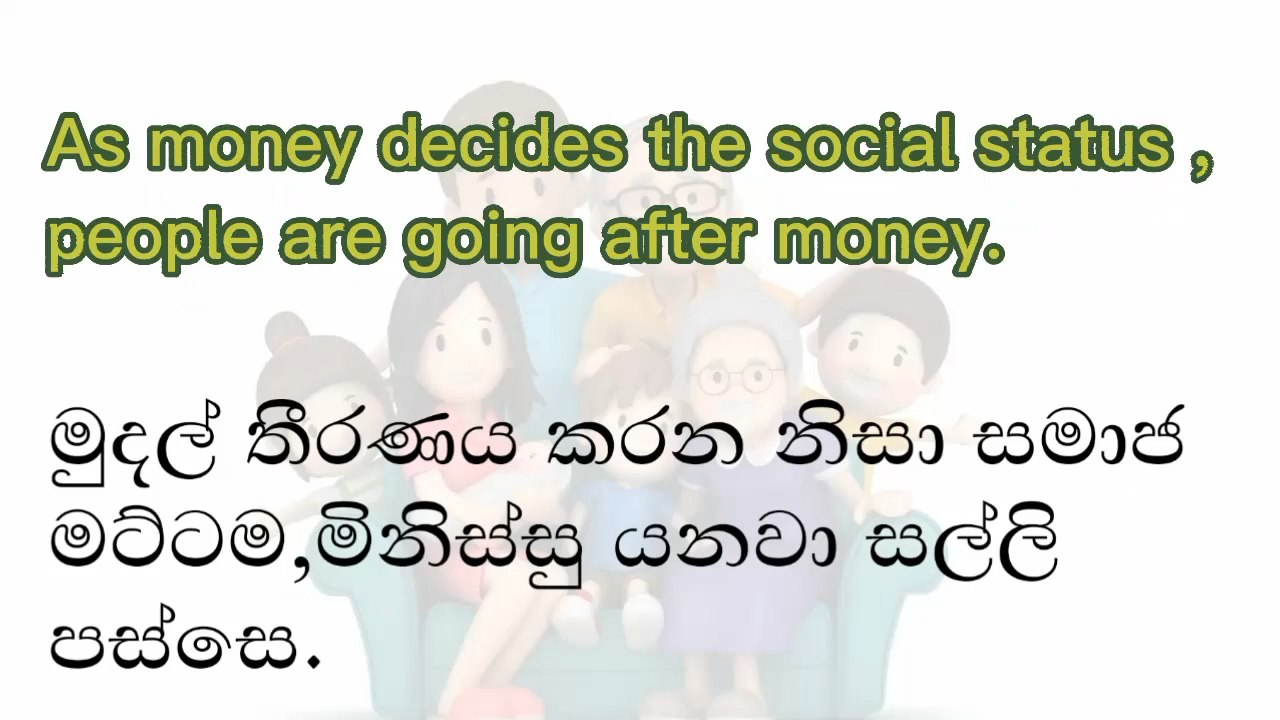 As money decides the social status ,
people are going after money.
මුදල් තීරණය කරන නිසා සමාජ
මට්ටම,මිනිස්සු යනවා සල්ලි
පස්සෙ.